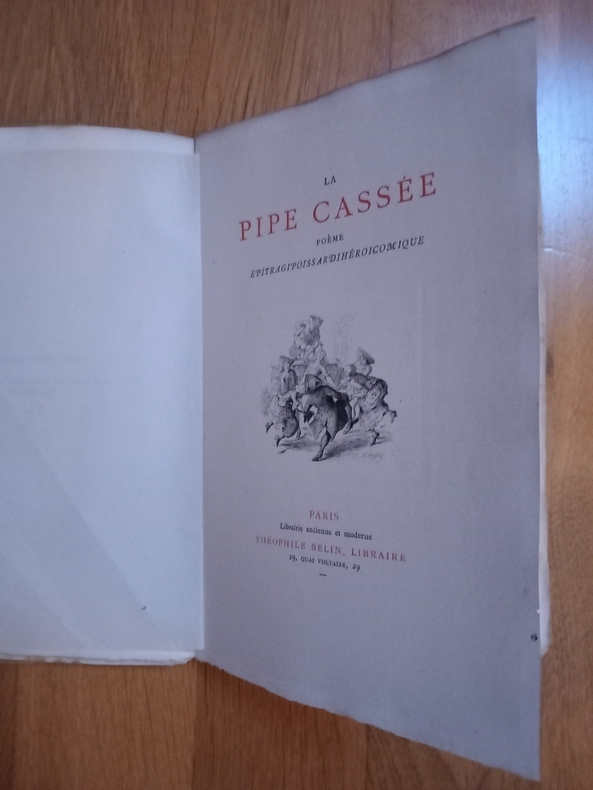 LA
PIPE CASSÉE
POÈME
ÉPITRAGIPOISSARDIHÉROICOMIQUE
PARIS
Librairie ancienne et moderne
THÉOPHILE BELIN, LIBRAIRE
29, QUAI VOLTAIRE, 29